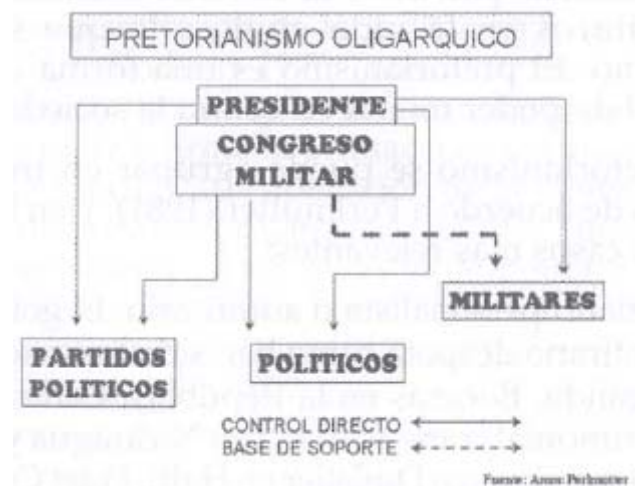 PRETORIANISMO OLIGARQUICO
PRESIDENTE
CONGRESO
MILITAR
MILITARES
PARTIDOS
POLITICOS
POLITICOS
CONTROL DIRECTO
BASE DE SOPORTE
Fuente: Amos Perlmutter